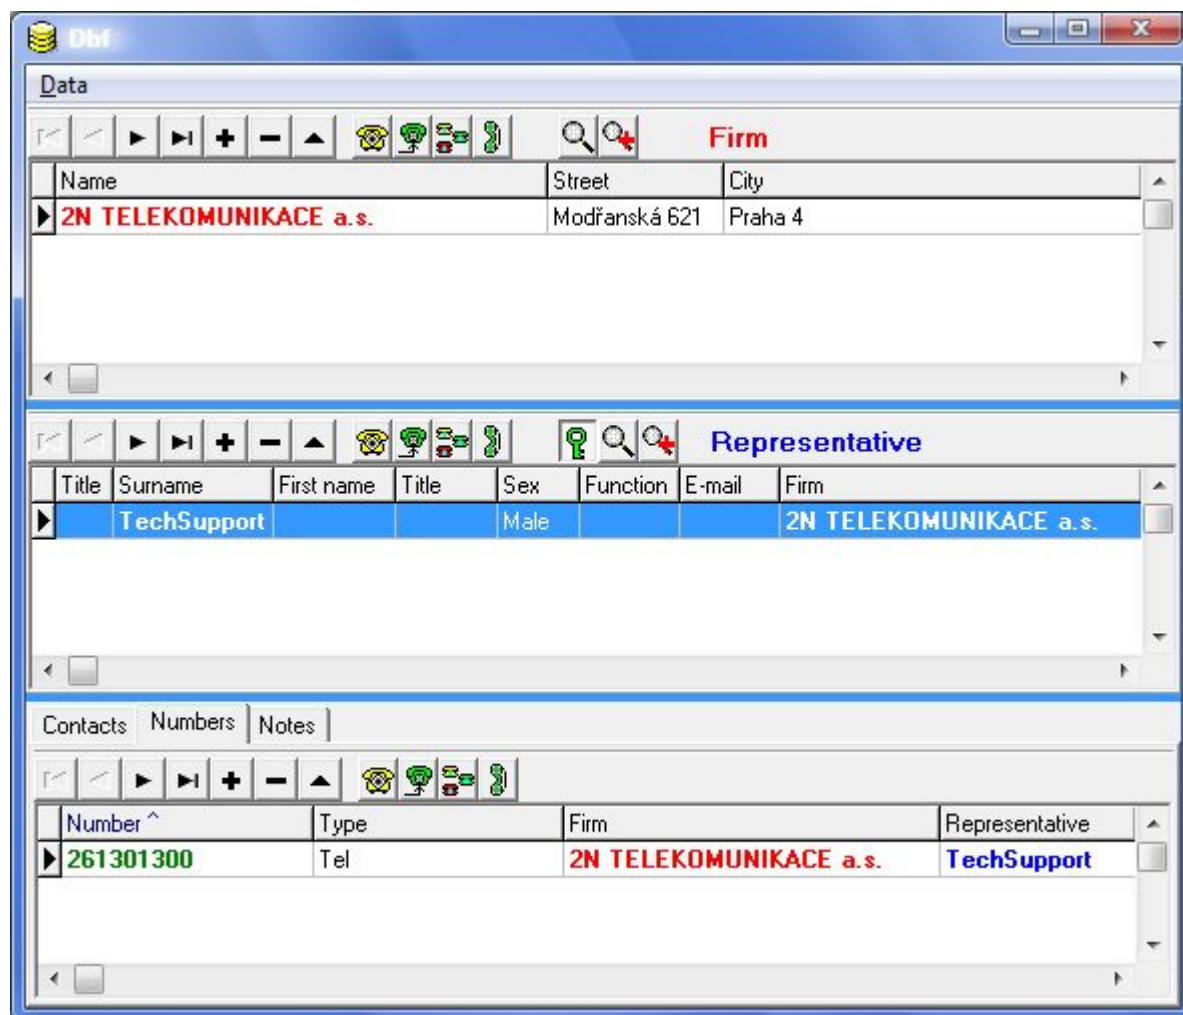 Dbf
Data
Firm
Name Street City
2N TELEKOMUNIKACE a.s. Modřanská 621 Praha 4
Representative
Title Surname First name Title Sex Function E-mail Firm
TechSupport Male 2N TELEKOMUNIKACE a.s.
Contacts Numbers Notes
Number ^ Type Firm Representative
261301300 Tel 2N TELEKOMUNIKACE a.s. TechSupport